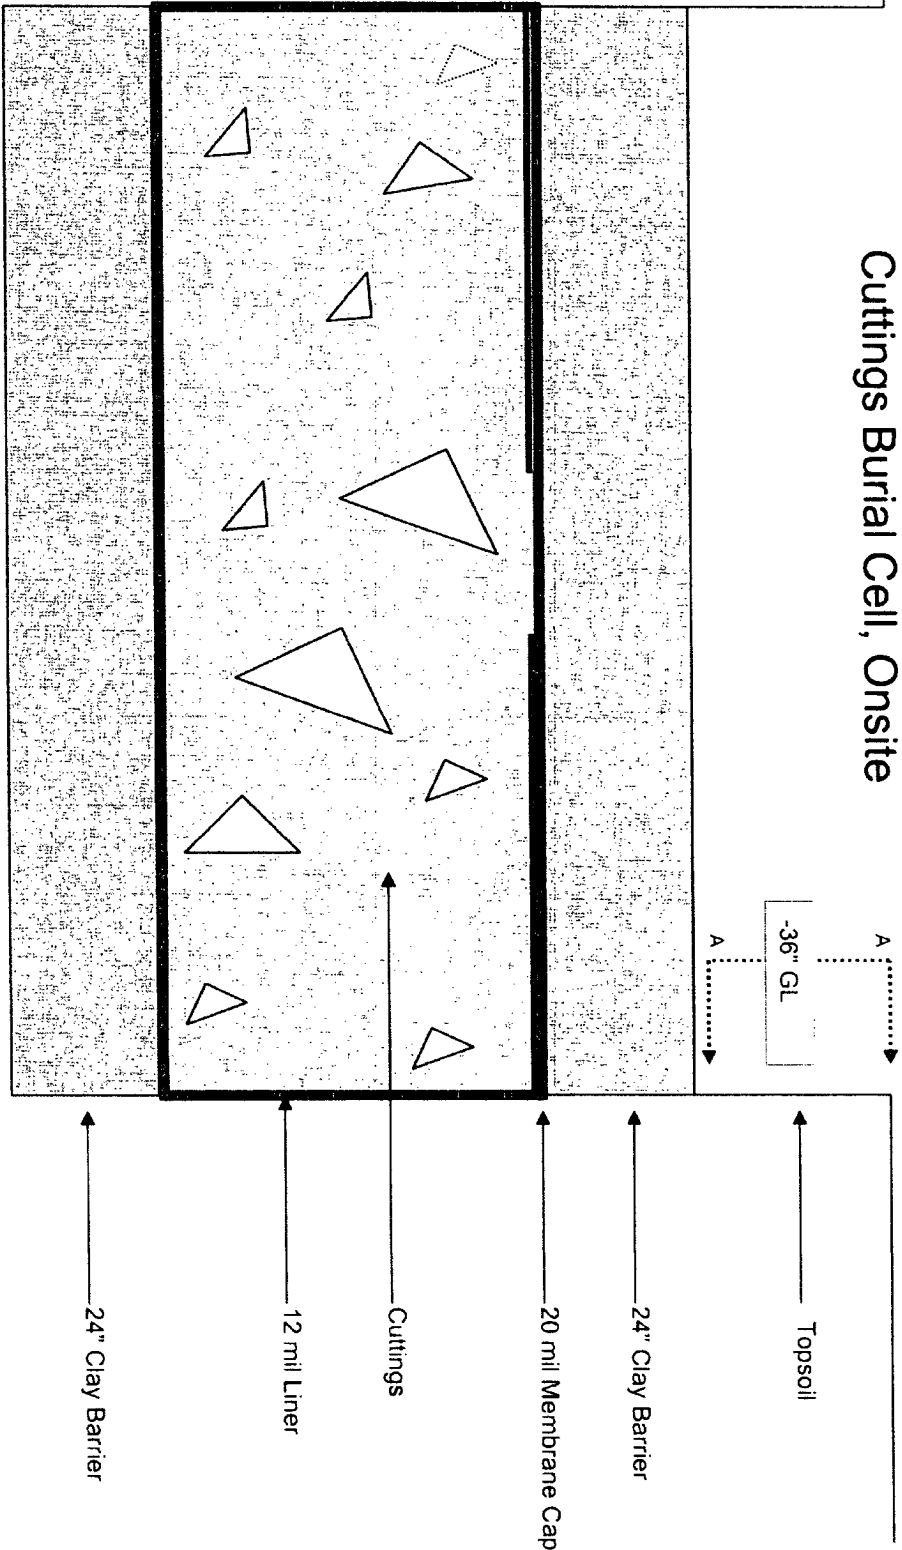 Cuttings Burial Cell, Onsite
A
-36" GL
A
Topsoil
24" Clay Barrier
20 mil Membrane Cap
Cuttings
12 mil Liner
24" Clay Barrier